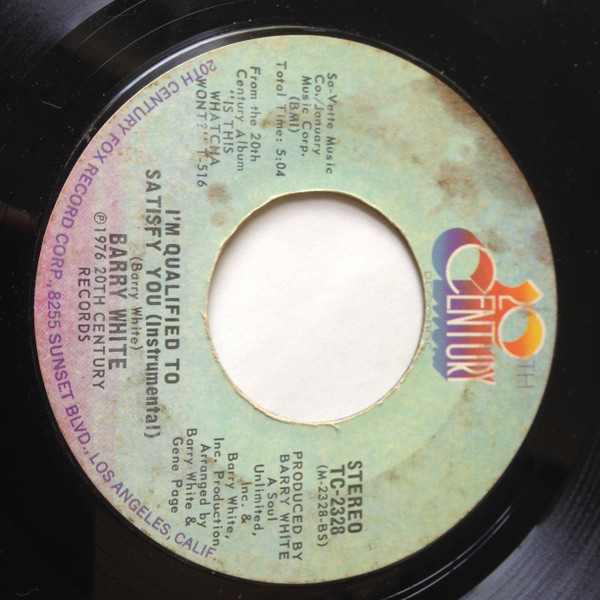 20TH
CENTURY
RECORDS
Sa-Vette Music
Co./January
Music Corp.
(BMI)
Total Time: 5:04
From the 20th
Century Album
"IS THIS
WHATCHA
WONT?" T-516
STEREO
TC-2328
(M-2328-BS)
PRODUCED BY
BARRY WHITE
A Soul
Unlimited,
Inc. &
Barry White,
Inc. Production
Arranged by
Barry White &
Gene Page
I'M QUALIFIED TO
SATISFY YOU (Instrumental)
(Barry White)
BARRY WHITE
℗1976 20TH CENTURY
RECORDS
20TH CENTURY FOX RECORD CORP., 8255 SUNSET BLVD., LOS ANGELES, CALIF.